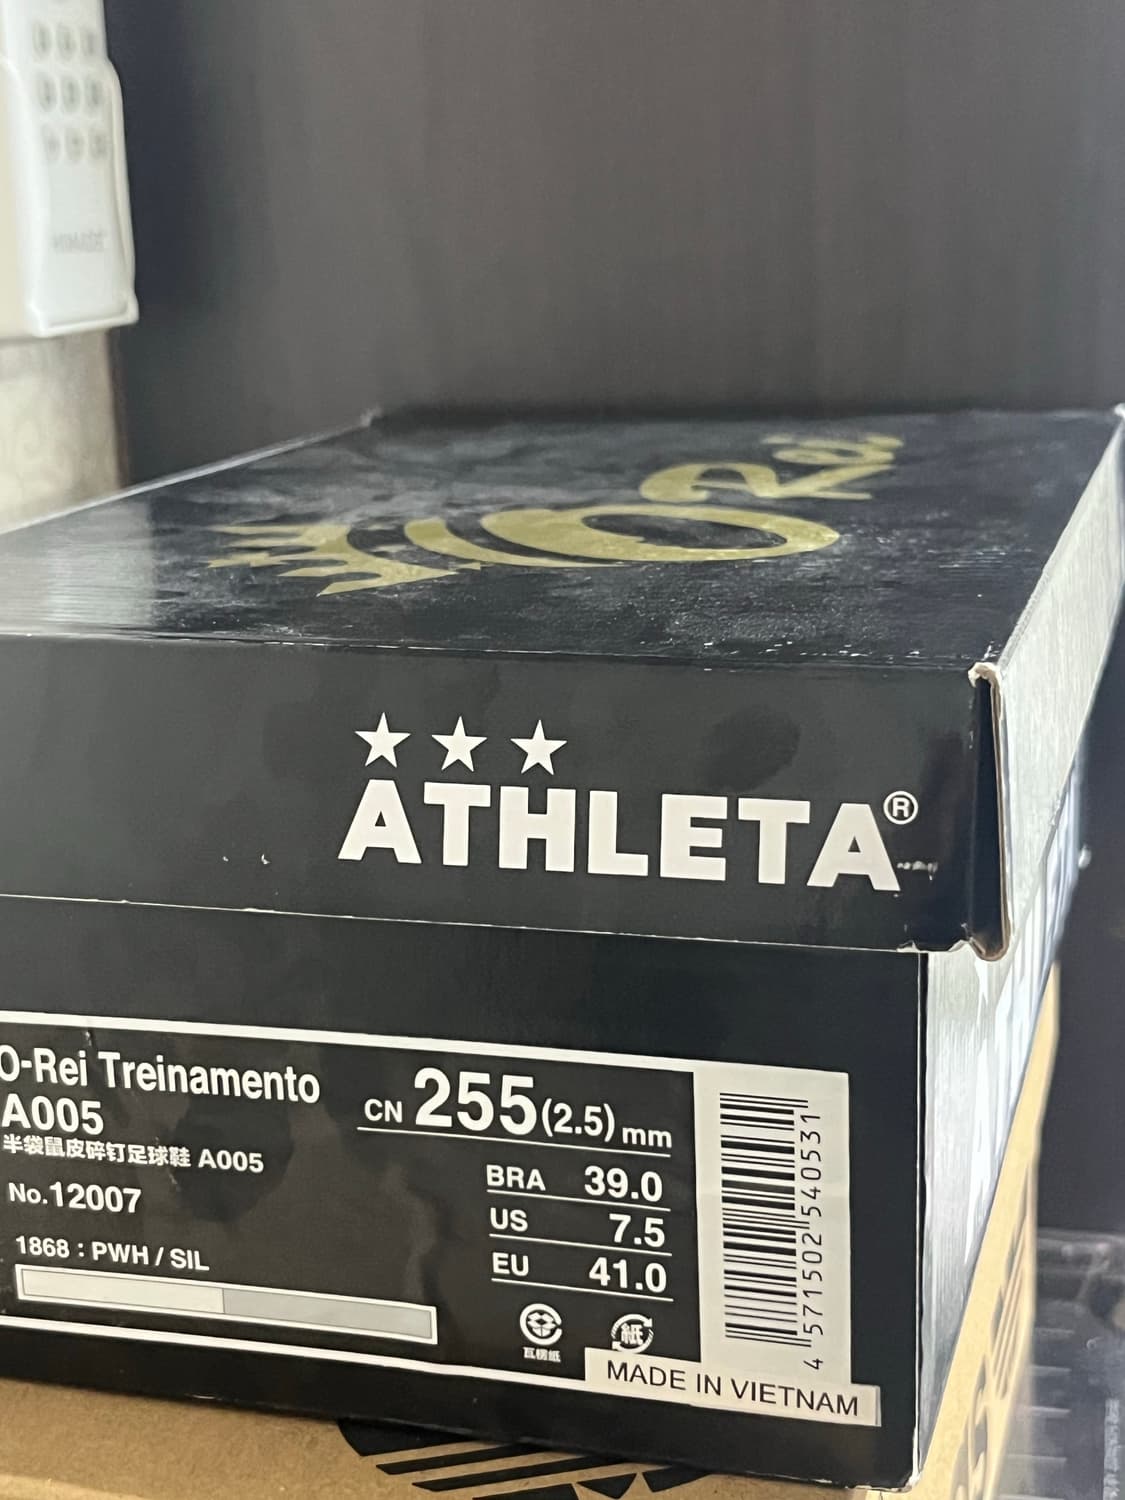 O-Rei
ATHLETA®
O-Rei Treinamento
A005
半袋鼠皮碎钉足球鞋 A005
No.12007
1868 : PWH / SIL
CN 255(2.5) mm
BRA 39.0
US 7.5
EU 41.0
瓦楞纸
紙
4 571502 540531
MADE IN VIETNAM